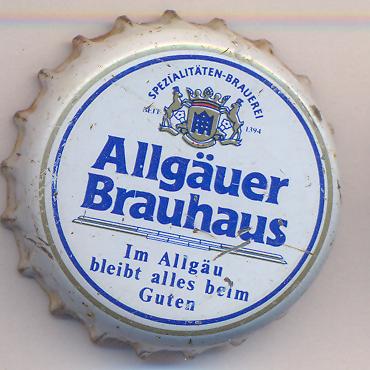 SPEZIALITÄTEN-BRAUEREI
SEIT 1394
Allgäuer
Brauhaus
Im Allgäu
bleibt alles beim
Guten